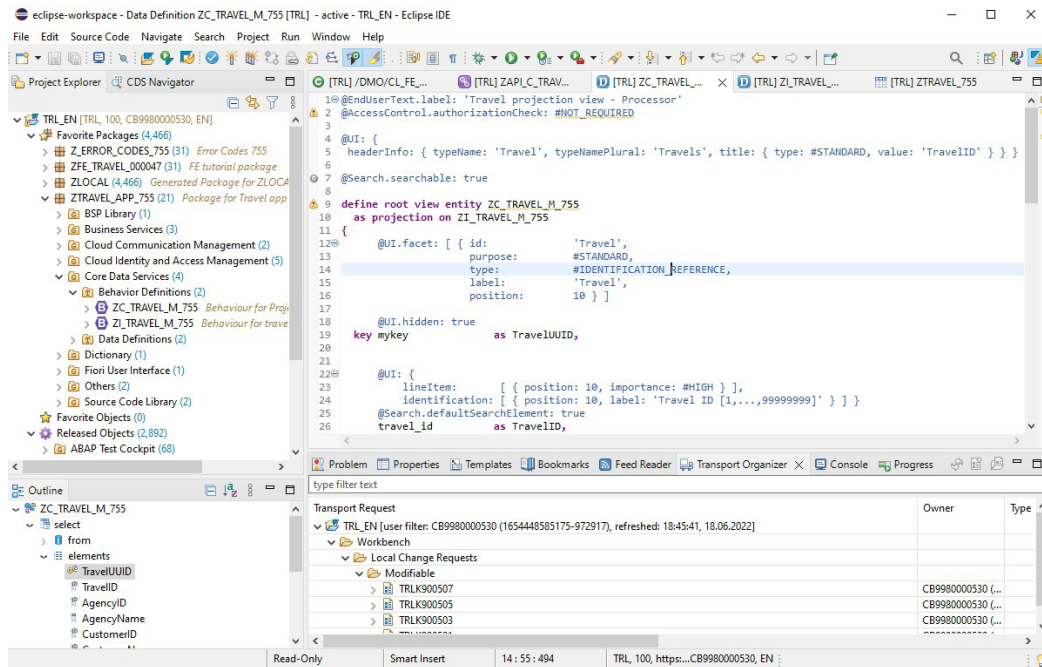 eclipse-workspace - Data Definition ZC_TRAVEL_M_755 [TRL] - active - TRL_EN - Eclipse IDE
File Edit Source Code Navigate Search Project Run Window Help
Project Explorer CDS Navigator
TRL_EN [TRL, 100, CB9980000530, EN]
Favorite Packages (4,466)
Z_ERROR_CODES_755 (31) Error Codes 755
ZFE_TRAVEL_000047 (31) FE tutorial package
ZLOCAL (4,466) Generated Package for ZLOCA
ZTRAVEL_APP_755 (21) Package for Travel app
BSP Library (1)
Business Services (3)
Cloud Communication Management (2)
Cloud Identity and Access Management (5)
Core Data Services (4)
Behavior Definitions (2)
ZC_TRAVEL_M_755 Behaviour for Proj
ZI_TRAVEL_M_755 Behaviour for trave
Data Definitions (2)
Dictionary (1)
Fiori User Interface (1)
Others (2)
Source Code Library (2)
Favorite Objects (0)
Released Objects (2,892)
ABAP Test Cockpit (68)
[TRL] /DMO/CL_FE_... [TRL] ZAPI_C_TRAV... [TRL] ZC_TRAVEL_... [TRL] ZI_TRAVEL_... [TRL] ZTRAVEL_755
1 @EndUserText.label: 'Travel projection view - Processor'
2 @AccessControl.authorizationCheck: #NOT_REQUIRED
3
4 @UI: {
5 headerInfo: { typeName: 'Travel', typeNamePlural: 'Travels', title: { type: #STANDARD, value: 'TravelID' } } }
6
7 @Search.searchable: true
8
9 define root view entity ZC_TRAVEL_M_755
10 as projection on ZI_TRAVEL_M_755
11 {
12 @UI.facet: [ { id: 'Travel',
13 purpose: #STANDARD,
14 type: #IDENTIFICATION_REFERENCE,
15 label: 'Travel',
16 position: 10 } ]
17
18 @UI.hidden: true
19 key mykey as TravelUUID,
20
21
22 @UI: {
23 lineItem: [ { position: 10, importance: #HIGH } ],
24 identification: [ { position: 10, label: 'Travel ID [1,...,99999999]' } ] }
25 @Search.defaultSearchElement: true
26 travel_id as TravelID,
Outline
ZC_TRAVEL_M_755
select
from
elements
TravelUUID
TravelID
AgencyID
AgencyName
CustomerID
Problem Properties Templates Bookmarks Feed Reader Transport Organizer Console Progress
type filter text
Transport Request Owner Type
TRL_EN [user filter: CB9980000530 (1654448585175-972917), refreshed: 18:45:41, 18.06.2022]
Workbench
Local Change Requests
Modifiable
TRLK900507 CB9980000530 (...
TRLK900505 CB9980000530 (...
TRLK900503 CB9980000530 (...
Read-Only Smart Insert 14 : 55 : 494 TRL, 100, https:...CB9980000530, EN